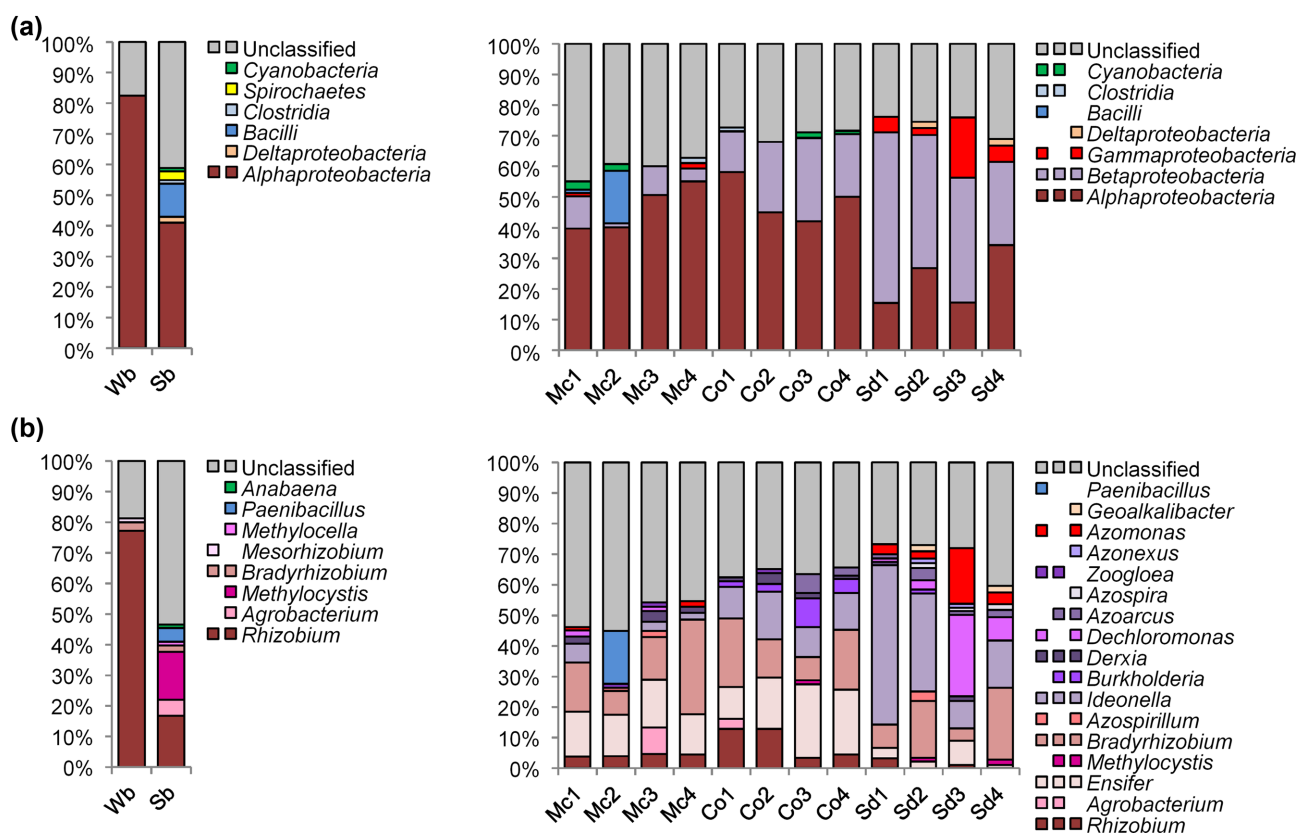 (a)
100%
90%
80%
70%
60%
50%
40%
30%
20%
10%
0%
Wb
Sb
Unclassified
Cyanobacteria
Spirochaetes
Clostridia
Bacilli
Deltaproteobacteria
Alphaproteobacteria
100%
90%
80%
70%
60%
50%
40%
30%
20%
10%
0%
Mc1
Mc2
Mc3
Mc4
Co1
Co2
Co3
Co4
Sd1
Sd2
Sd3
Sd4
Unclassified
Cyanobacteria
Clostridia
Bacilli
Deltaproteobacteria
Gammaproteobacteria
Betaproteobacteria
Alphaproteobacteria
(b)
100%
90%
80%
70%
60%
50%
40%
30%
20%
10%
0%
Wb
Sb
Unclassified
Anabaena
Paenibacillus
Methylocella
Mesorhizobium
Bradyrhizobium
Methylocystis
Agrobacterium
Rhizobium
100%
90%
80%
70%
60%
50%
40%
30%
20%
10%
0%
Mc1
Mc2
Mc3
Mc4
Co1
Co2
Co3
Co4
Sd1
Sd2
Sd3
Sd4
Unclassified
Paenibacillus
Geoalkalibacter
Azomonas
Azonexus
Zoogloea
Azospira
Azoarcus
Dechloromonas
Derxia
Burkholderia
Ideonella
Azospirillum
Bradyrhizobium
Methylocystis
Ensifer
Agrobacterium
Rhizobium